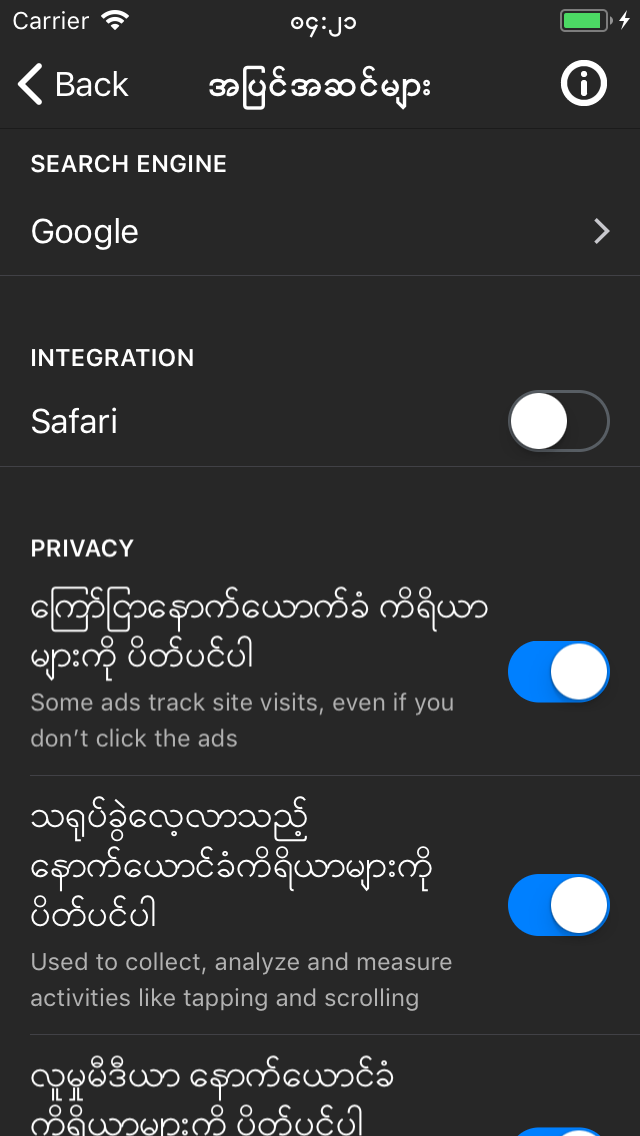 Carrier ၀၄:၂၁
Back အပြင်အဆင်များ
SEARCH ENGINE
Google
INTEGRATION
Safari
PRIVACY
ကြော်ငြာနောက်ယောက်ခံ ကိရိယာ
များကို ပိတ်ပင်ပါ
Some ads track site visits, even if you
don’t click the ads
သရုပ်ခွဲလေ့လာသည့်
နောက်ယောင်ခံကိရိယာများကို
ပိတ်ပင်ပါ
Used to collect, analyze and measure
activities like tapping and scrolling
လူမှုမီဒီယာ နောက်ယောင်ခံ
ကိရိယာများကို ပိတ်ပင်ပါ